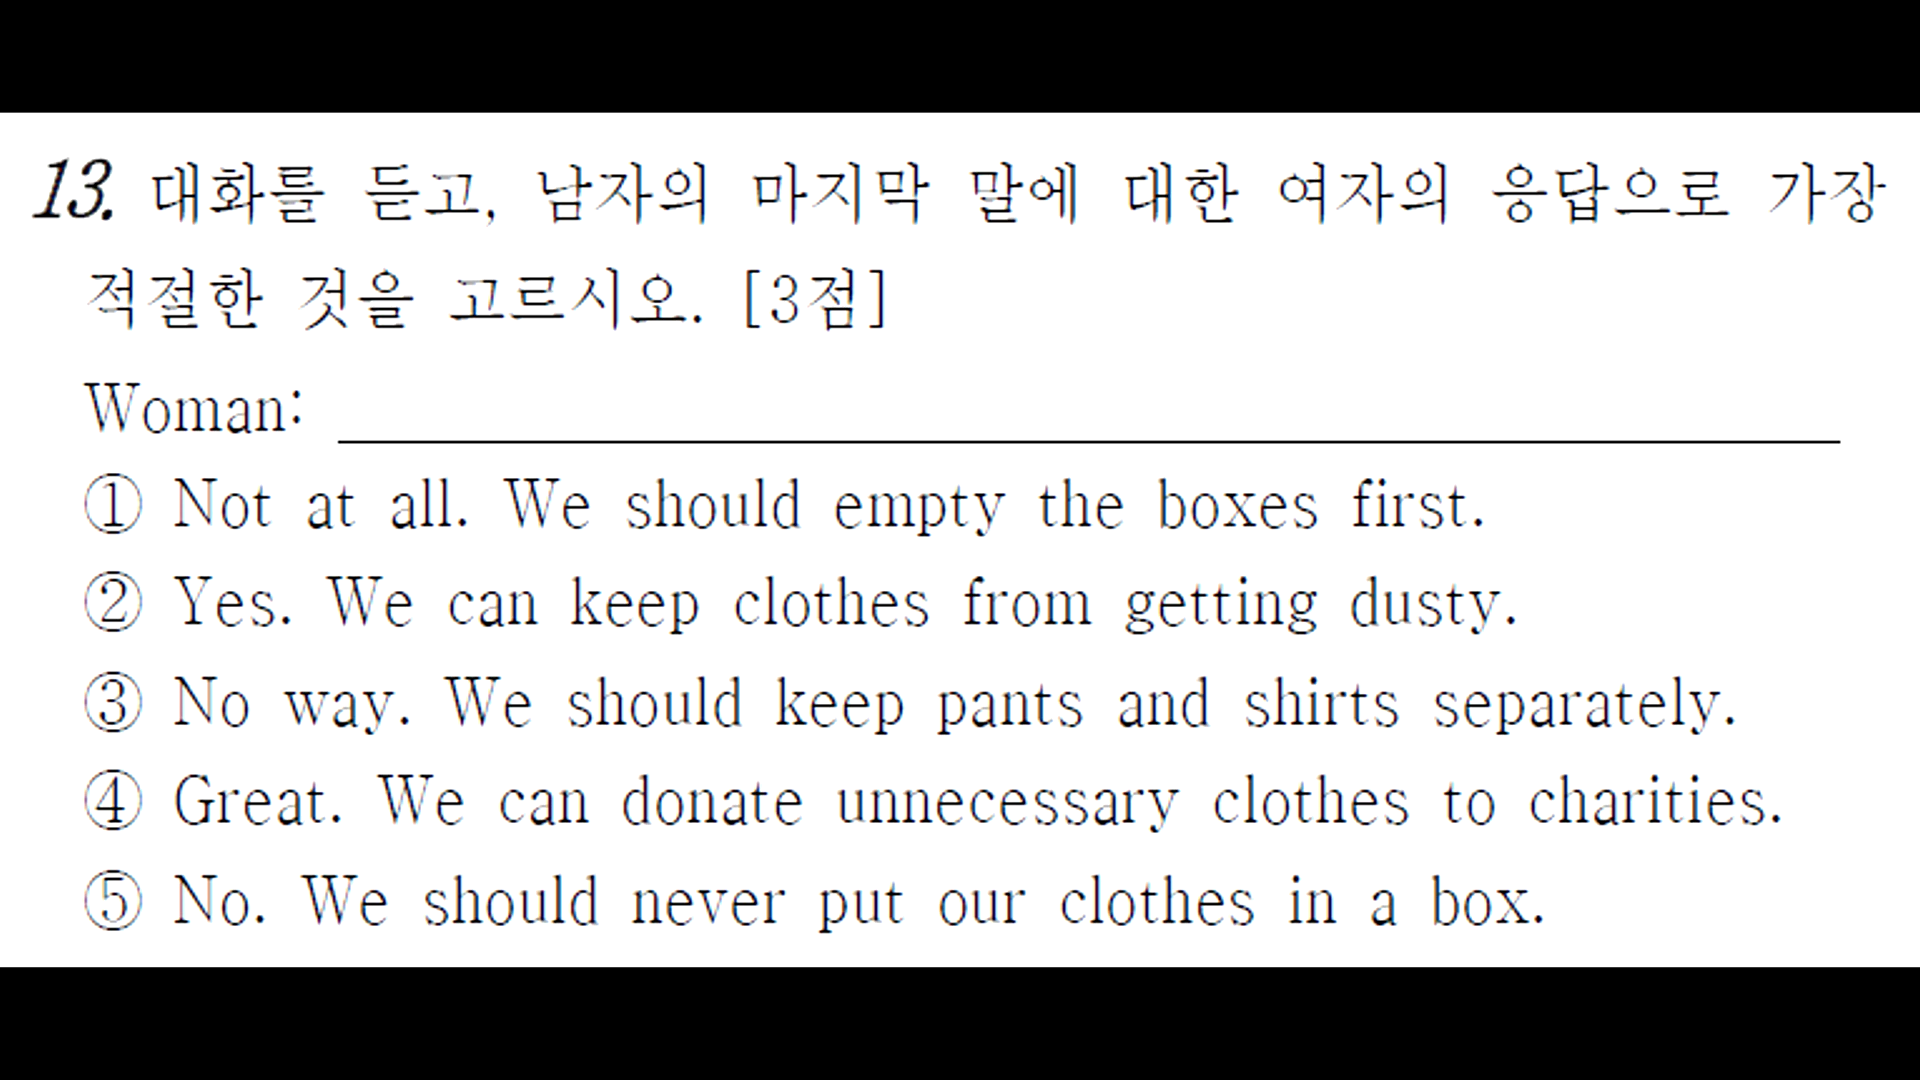 13. 대화를 듣고, 남자의 마지막 말에 대한 여자의 응답으로 가장
적절한 것을 고르시오. [3점]
Woman:
① Not at all. We should empty the boxes first.
② Yes. We can keep clothes from getting dusty.
③ No way. We should keep pants and shirts separately.
④ Great. We can donate unnecessary clothes to charities.
⑤ No. We should never put our clothes in a box.